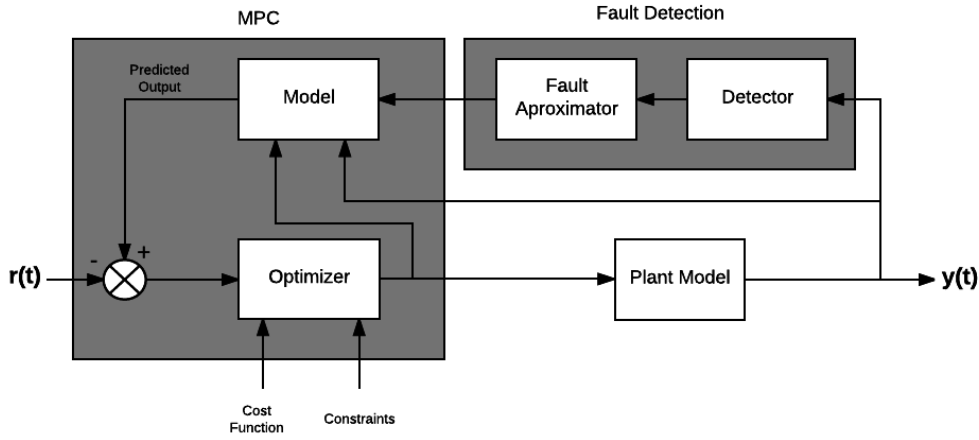 MPC
Fault Detection
Predicted
Output
Model
Fault
Aproximator
Detector
-
+
r(t)
Optimizer
Plant Model
y(t)
Cost
Function
Constraints